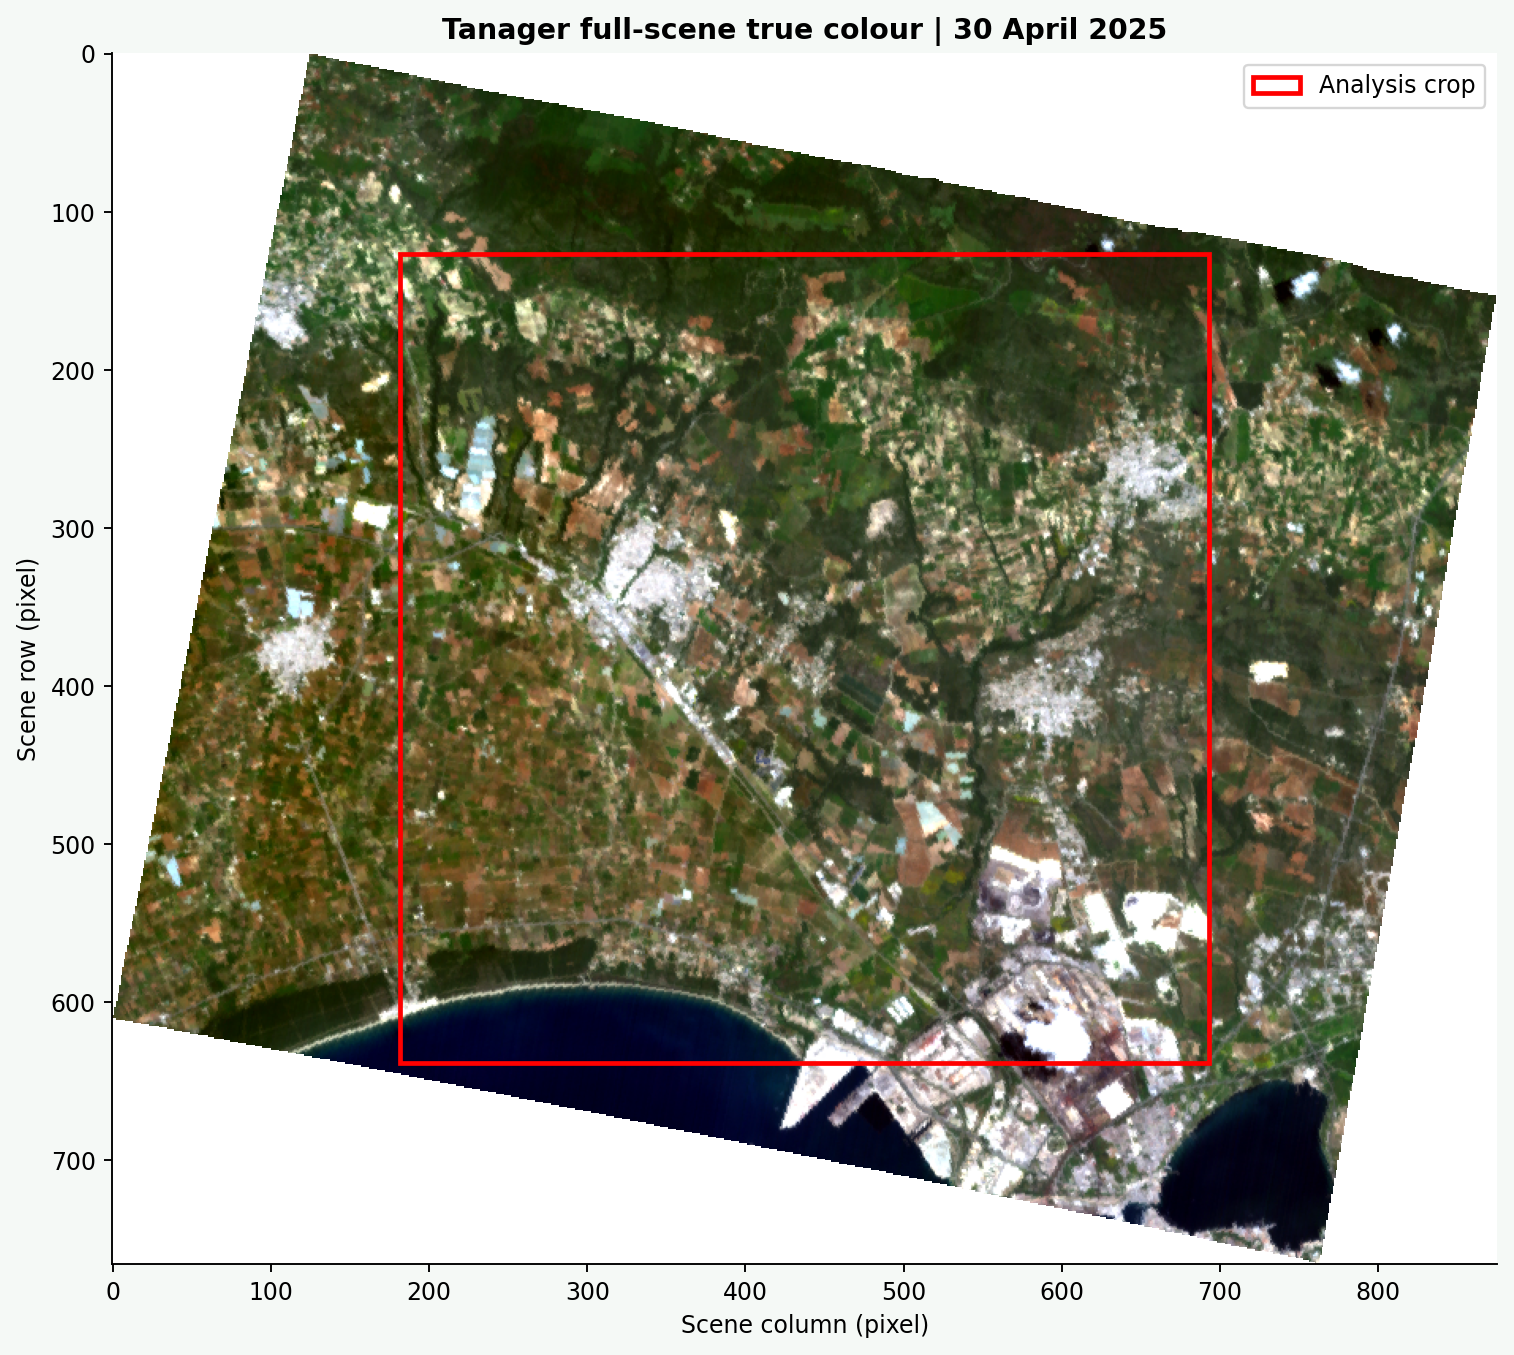 Tanager full-scene true colour | 30 April 2025
Analysis crop
0
100
200
300
400
500
600
700
Scene row (pixel)
0 100 200 300 400 500 600 700 800
Scene column (pixel)